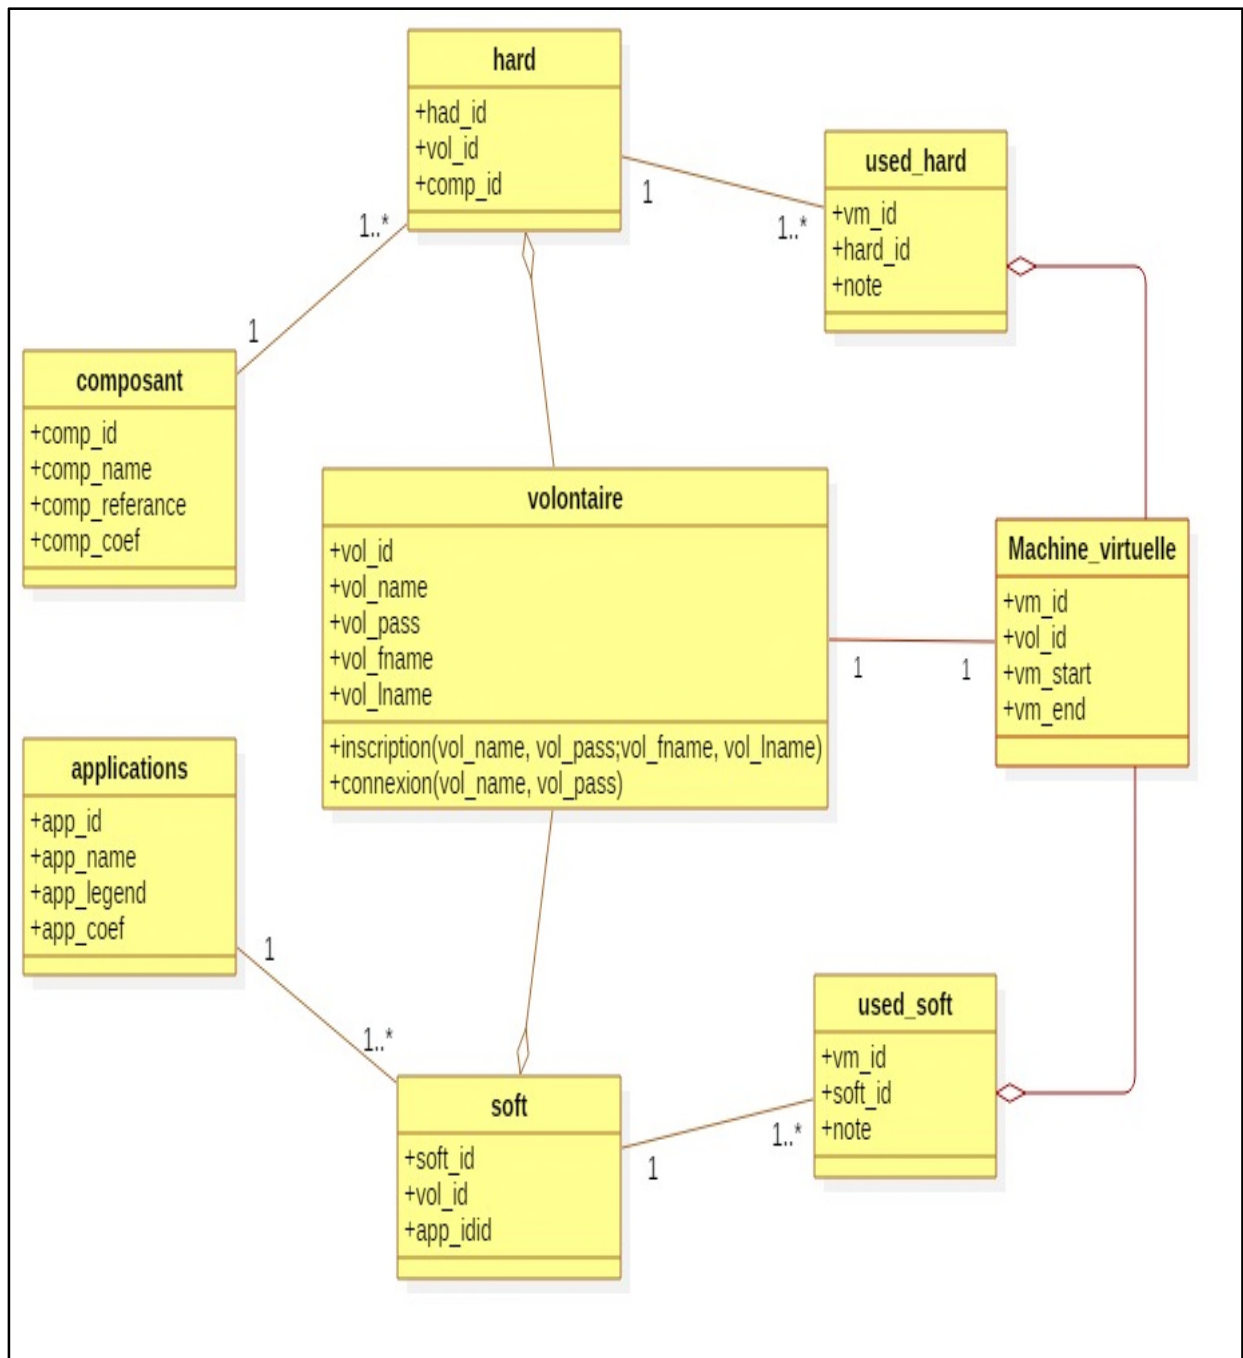 hard
+had_id
+vol_id
+comp_id
1
1..*
used_hard
+vm_id
+hard_id
+note
1..*
1
composant
+comp_id
+comp_name
+comp_referance
+comp_coef
volontaire
+vol_id
+vol_name
+vol_pass
+vol_fname
+vol_lname
+inscription(vol_name, vol_pass;vol_fname, vol_lname)
+connexion(vol_name, vol_pass)
1
1
Machine_virtuelle
+vm_id
+vol_id
+vm_start
+vm_end
applications
+app_id
+app_name
+app_legend
+app_coef
1
1..*
soft
+soft_id
+vol_id
+app_idid
1
1..*
used_soft
+vm_id
+soft_id
+note